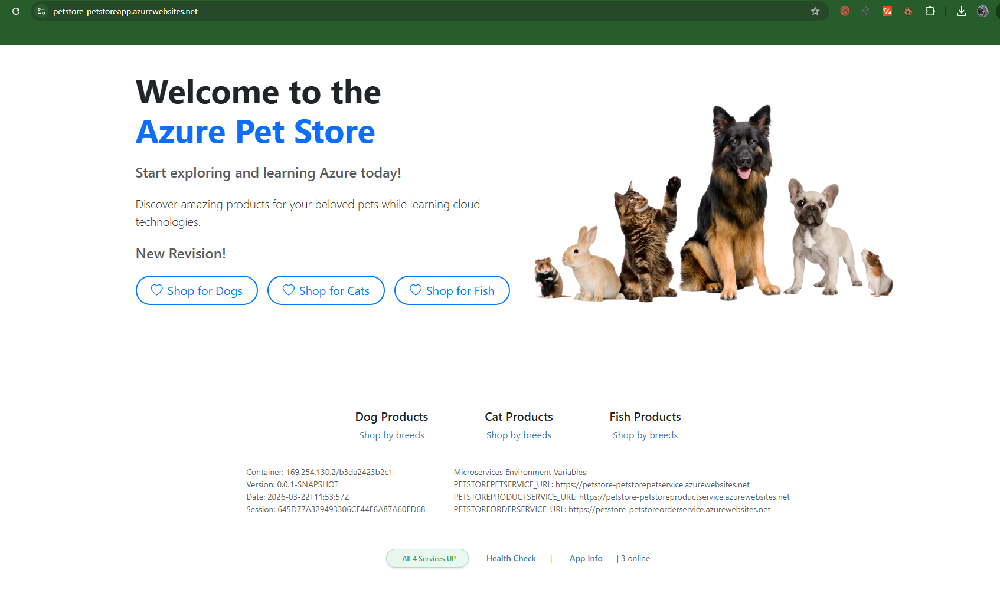 petstore-petstoreapp.azurewebsites.net
Welcome to the
Azure Pet Store
Start exploring and learning Azure today!
Discover amazing products for your beloved pets while learning cloud
technologies.
New Revision!
Shop for Dogs
Shop for Cats
Shop for Fish
Dog Products
Shop by breeds
Cat Products
Shop by breeds
Fish Products
Shop by breeds
Container: 169.254.130.2/b3da2423b2c1
Version: 0.0.1-SNAPSHOT
Date: 2026-03-22T11:53:57Z
Session: 645D77A329493306CE44E6A87A60ED68
Microservices Environment Variables:
PETSTOREPETSERVICE_URL: https://petstore-petstorepetservice.azurewebsites.net
PETSTOREPRODUCTSERVICE_URL: https://petstore-petstoreproductservice.azurewebsites.net
PETSTOREORDERSERVICE_URL: https://petstore-petstoreorderservice.azurewebsites.net
All 4 Services UP
Health Check | App Info | 3 online